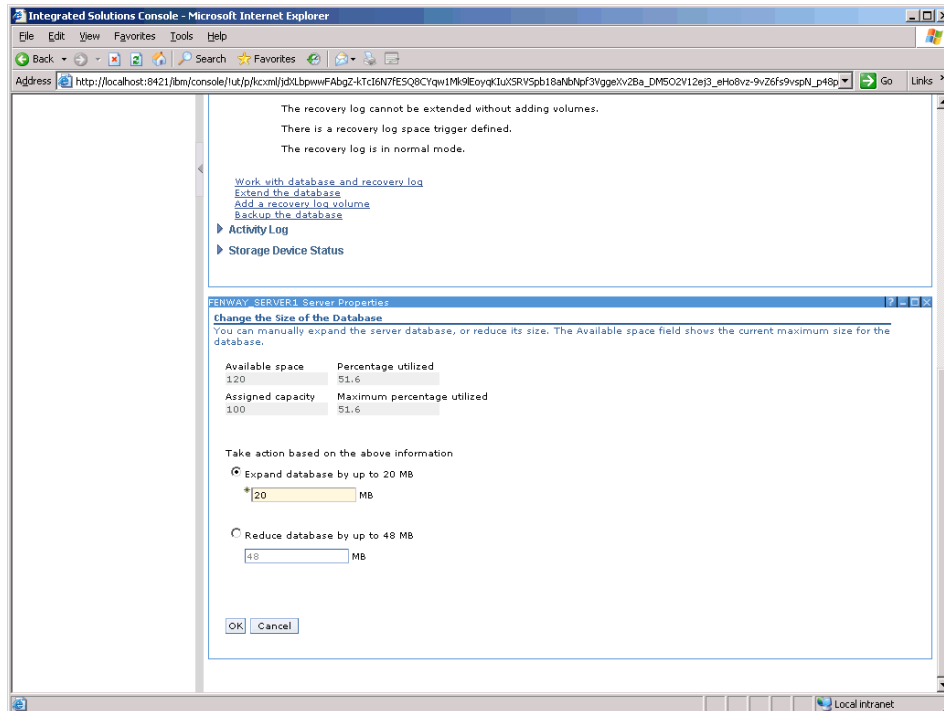 Integrated Solutions Console - Microsoft Internet Explorer
File Edit View Favorites Tools Help
Back Search Favorites
Address http://localhost:8421/ibm/console/!ut/p/kcxml/ Go Links »
The recovery log cannot be extended without adding volumes.
There is a recovery log space trigger defined.
The recovery log is in normal mode.
Work with database and recovery log
Extend the database
Add a recovery log volume
Backup the database
Activity Log
Storage Device Status
FENWAY_SERVER1 Server Properties
Change the Size of the Database
You can manually expand the server database, or reduce its size. The Available space field shows the current maximum size for the
database.
Available space Percentage utilized
120 51.6
Assigned capacity Maximum percentage utilized
100 51.6
Take action based on the above information
Expand database by up to 20 MB
*20 MB
Reduce database by up to 48 MB
48 MB
OK Cancel
Local intranet